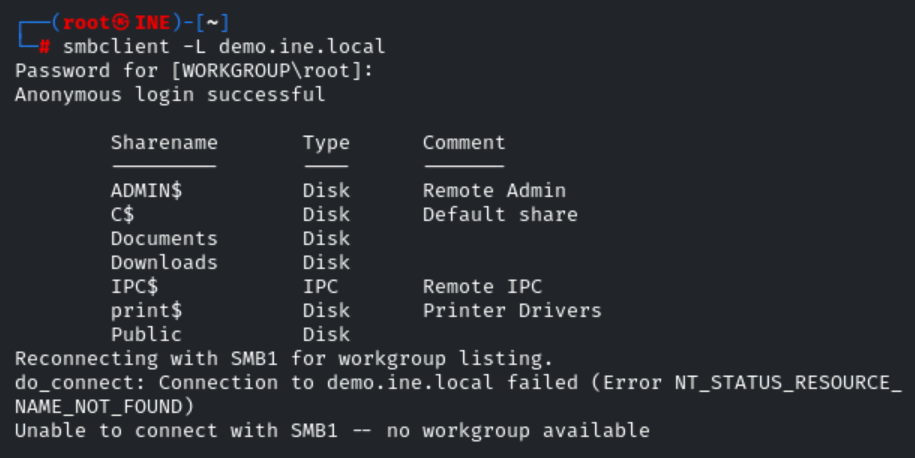 ┌──(root㉿INE)-[~]
└─# smbclient -L demo.ine.local
Password for [WORKGROUP\root]:
Anonymous login successful

        Sharename       Type      Comment
        ---------       ----      -------
        ADMIN$          Disk      Remote Admin
        C$              Disk      Default share
        Documents       Disk
        Downloads       Disk
        IPC$            IPC       Remote IPC
        print$          Disk      Printer Drivers
        Public          Disk
Reconnecting with SMB1 for workgroup listing.
do_connect: Connection to demo.ine.local failed (Error NT_STATUS_RESOURCE_
NAME_NOT_FOUND)
Unable to connect with SMB1 -- no workgroup available